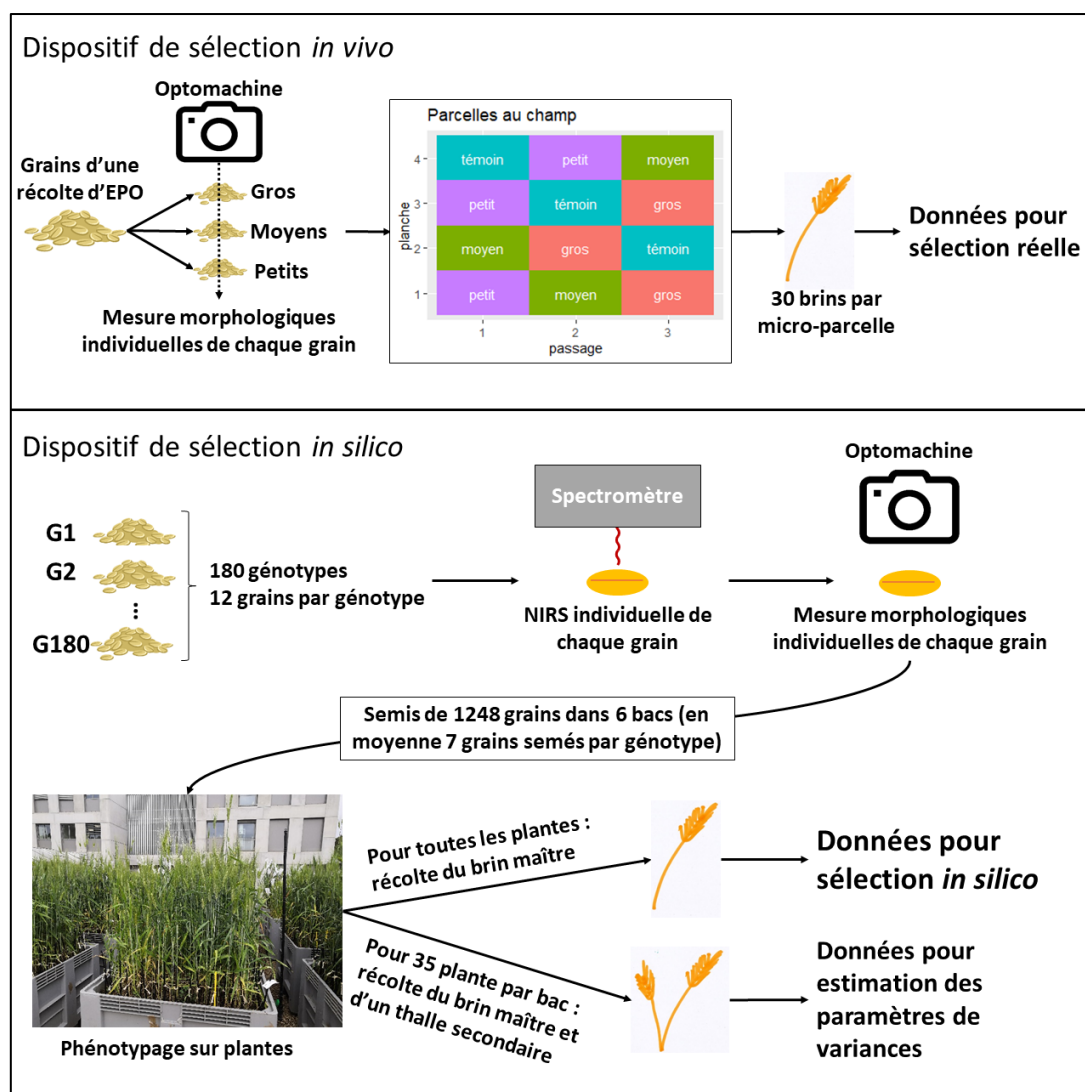 Dispositif de sélection in vivo
Optomachine
Grains d’une
récolte d’EPO
Gros
Moyens
Petits
Mesure morphologiques
individuelles de chaque grain
Parcelles au champ
planche
4
témoin petit moyen
3
petit témoin gros
2
moyen gros témoin
1
petit moyen gros
1 2 3
passage
30 brins par
micro-parcelle
Données pour
sélection réelle
Dispositif de sélection in silico
G1
G2
⋮
G180
180 génotypes
12 grains par génotype
Spectromètre
NIRS individuelle de
chaque grain
Optomachine
Mesure morphologiques
individuelles de chaque grain
Semis de 1248 grains dans 6 bacs (en
moyenne 7 grains semés par génotype)
Phénotypage sur plantes
Pour toutes les plantes :
récolte du brin maître
Données pour
sélection in silico
Pour 35 plante par bac :
récolte du brin maître et
d’un thalle secondaire
Données pour
estimation des
paramètres de
variances